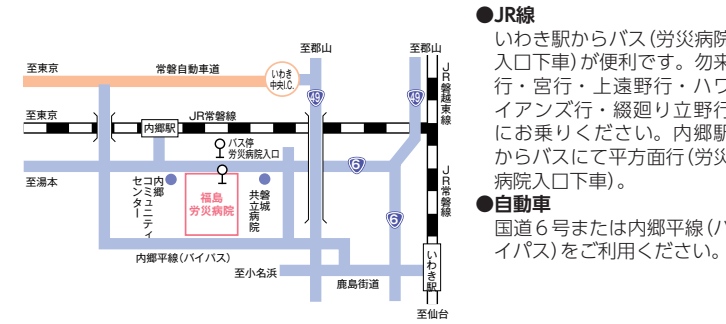 至郡山
至郡山
至東京
常磐自動車道
いわき
中央I.C.
49
49
JR磐越東線
至東京
JR常磐線
内郷駅
バス停
労災病院入口
6
至湯本
内郷
コミュニティ
センター
福島
労災病院
磐城
共立病院
JR常磐線
6
内郷平線(バイパス)
至小名浜
鹿島街道
いわき駅
至仙台
●JR線
いわき駅からバス(労災病院
入口下車)が便利です。勿来
行・宮行・上遠野行・ハワ
イアンズ行・綴廻り立野行
にお乗りください。内郷駅
からバスにて平方面行(労災
病院入口下車)。
●自動車
国道6号または内郷平線(バ
イパス)をご利用ください。